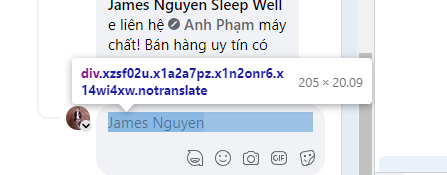 James Nguyen Sleep Well
e liên hệ Anh Phạm máy
chất! Bán hàng uy tín có
div.xzsf02u.x1a2a7pz.x1n2onr6.x
14wi4xw.notranslate
205 × 20.09
James Nguyen
GIF